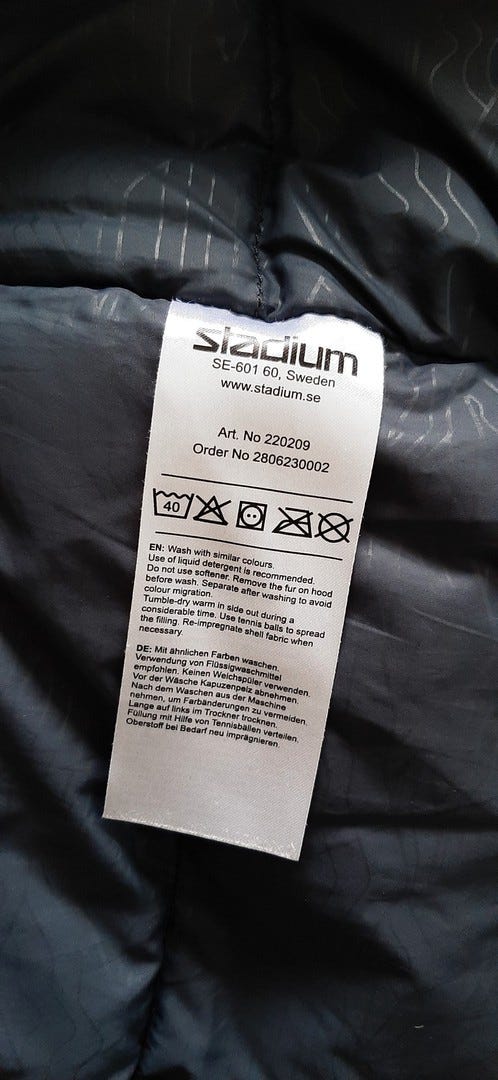 stadium
SE-601 60, Sweden
www.stadium.se
Art. No 220209
Order No 2806230002
40
EN: Wash with similar colours.
Use of liquid detergent is recommended.
Do not use softener. Remove the fur on hood
before wash. Separate after washing to avoid
colour migration.
Tumble-dry warm in side out during a
considerable time. Use tennis balls to spread
the filling. Re-impregnate shell fabric when
necessary.
DE: Mit ähnlichen Farben waschen.
Verwendung von Flüssigwaschmittel
empfohlen. Keinen Weichspüler verwenden.
Vor der Wäsche Kapuzenpelz abnehmen.
Nach dem Waschen aus der Maschine
nehmen, um Farbänderungen zu vermeiden.
Lange auf links im Trockner trocknen.
Füllung mit Hilfe von Tennisbällen verteilen.
Oberstoff bei Bedarf neu imprägnieren.